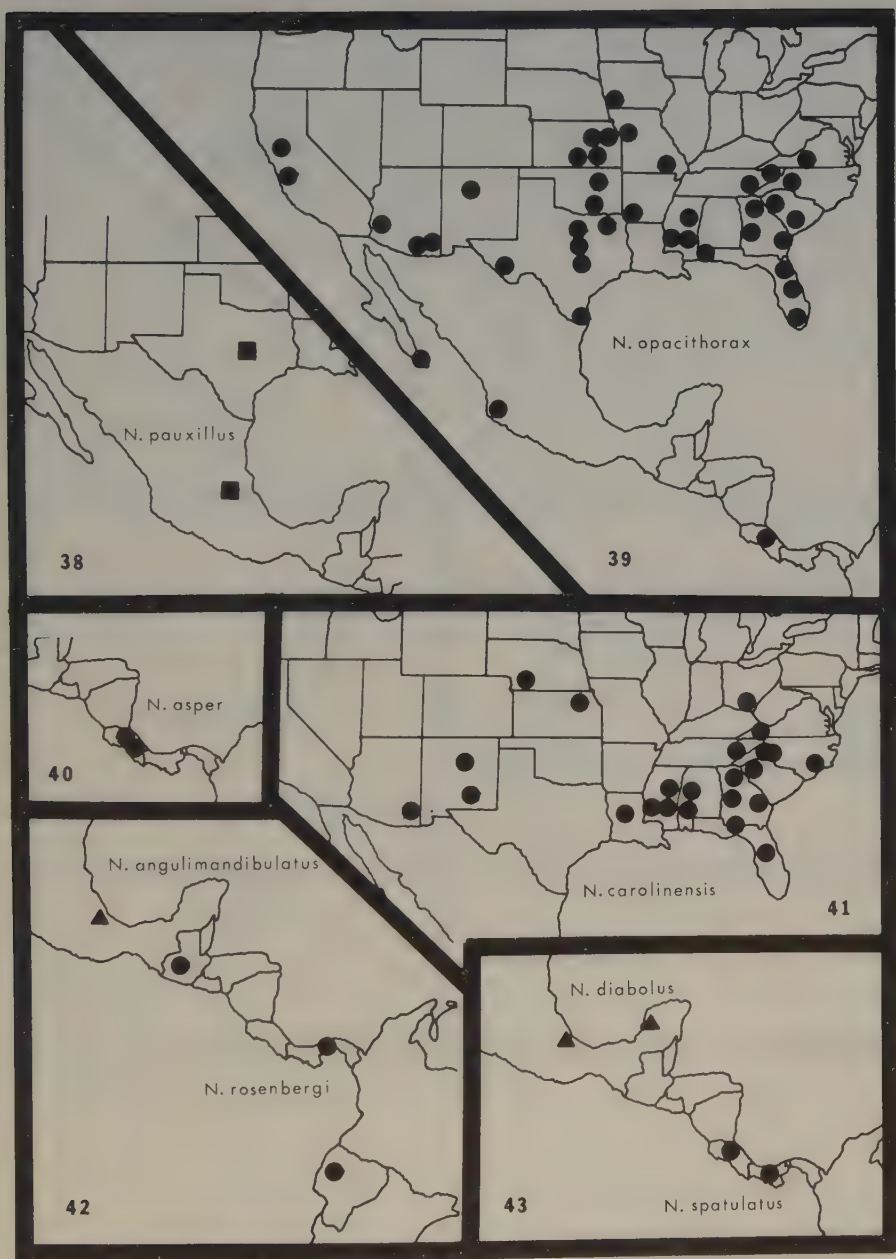 N. opacithorax
N. pauxillus
38
39
N. asper
40
N. carolinensis
41
N. angulimandibulatus
N. rosenbergi
42
N. diabolus
N. spatulatus
43